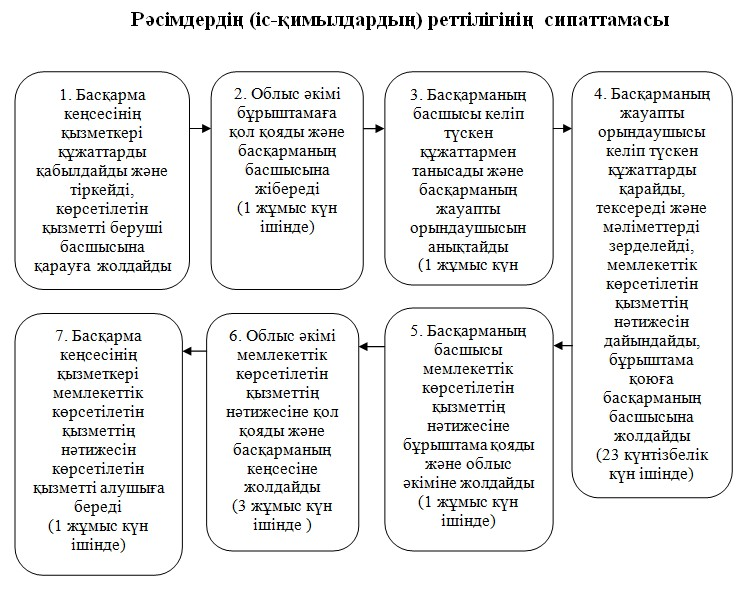 Рәсімдердің (іс-қимылдардың) реттілігінің сипаттамасы
1. Басқарма
кеңсесінің
қызметкері
құжаттарды
қабылдайды және
тіркейді,
көрсетілетін
қызметті беруші
басшысына
қарауға жолдайды
2. Облыс әкімі
бұрыштамаға
қол қояды және
басқарманың
басшысына
жібереді
(1 жұмыс күн
ішінде)
3. Басқарманың
басшысы келіп
түскен
құжаттармен
танысады және
басқарманың
жауапты
орындаушысын
анықтайды
(1 жұмыс күн
4. Басқарманың
жауапты
орындаушысы
келіп түскен
құжаттарды
қарайды,
тексереді және
мәліметтерді
зерделейді,
мемлекеттік
көрсетілетін
қызметтің
нәтижесін
дайындайды,
бұрыштама
қоюға
басқарманың
басшысына
жолдайды
(23 күнтізбелік
күн ішінде)
5. Басқарманың
басшысы
мемлекеттік
көрсетілетін
қызметтің
нәтижесіне
бұрыштама қояды
және облыс
әкіміне жолдайды
(1 жұмыс күн
ішінде)
6. Облыс әкімі
мемлекеттік
көрсетілетін
қызметтің
нәтижесіне қол
қояды және
басқарманың
кеңсесіне
жолдайды
(3 жұмыс күн
ішінде )
7. Басқарма
кеңсесінің
қызметкері
мемлекеттік
көрсетілетін
қызметтің
нәтижесін
көрсетілетін
қызметті алушыға
береді
(1 жұмыс күн
ішінде)